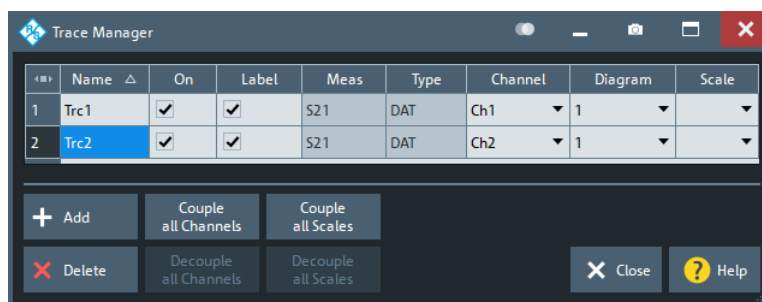 R&S Trace Manager
Name On Label Meas Type Channel Diagram Scale
1 Trc1 S21 DAT Ch1 1
2 Trc2 S21 DAT Ch2 1
Add
Couple
all Channels
Couple
all Scales
Delete
Decouple
all Channels
Decouple
all Scales
Close
? Help